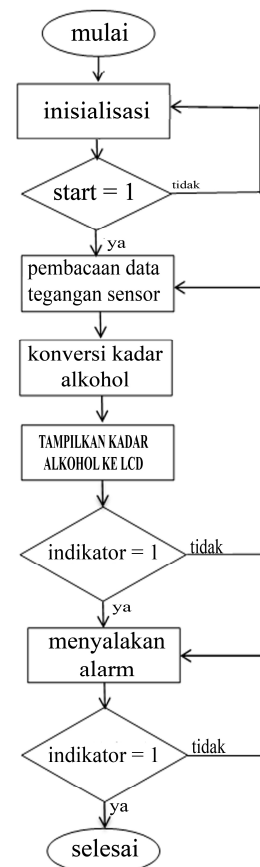 mulai
inisialisasi
start = 1
tidak
ya
pembacaan data
tegangan sensor
konversi kadar
alkohol
TAMPILKAN KADAR
ALKOHOL KE LCD
indikator = 1
tidak
ya
menyalakan
alarm
indikator = 1
tidak
ya
selesai